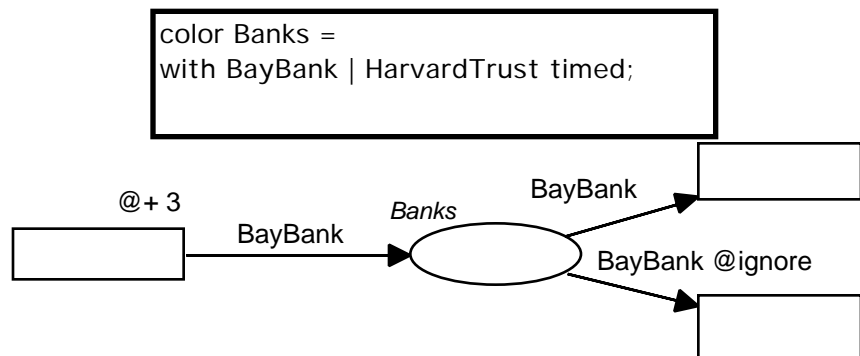 color Banks =
with BayBank | HarvardTrust timed;
@+ 3
BayBank
Banks
BayBank
BayBank @ignore